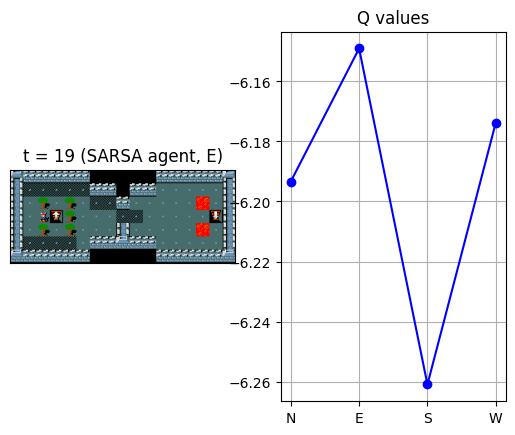 Q values
t = 19 (SARSA agent, E)
−6.16
−6.18
−6.20
−6.22
−6.24
−6.26
N E S W